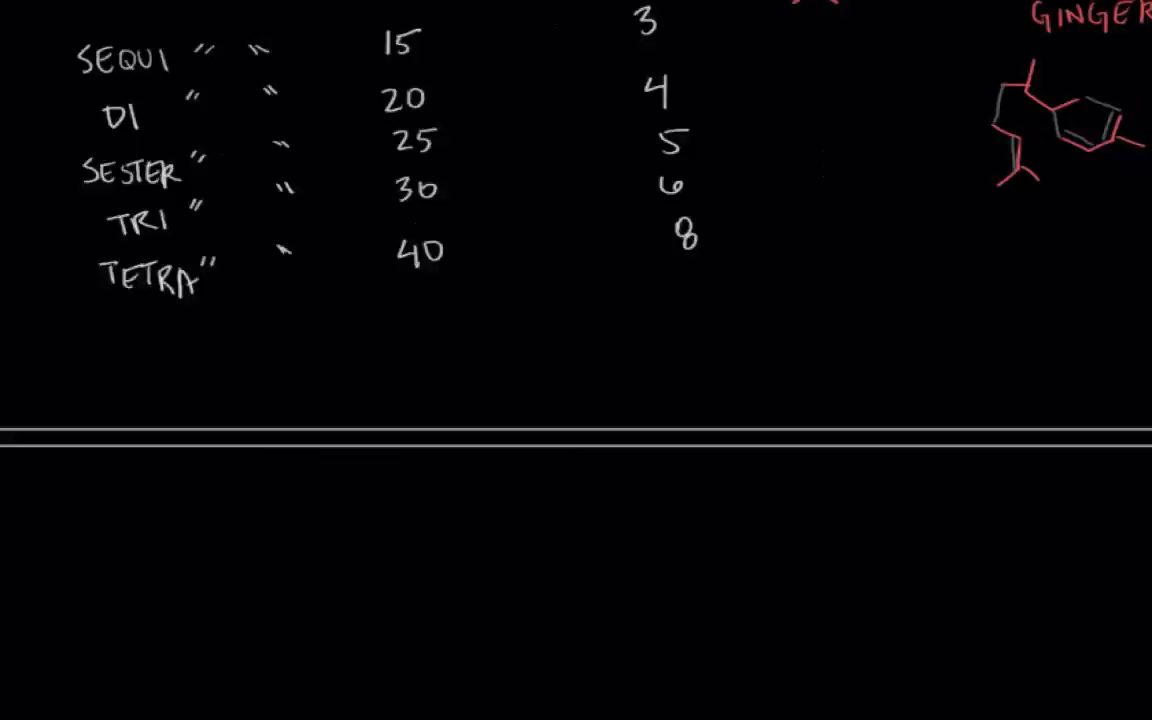 GINGER
SEQUI " " 15 3
DI " " 20 4
SESTER " " 25 5
TRI " " 30 6
TETRA " " 40 8